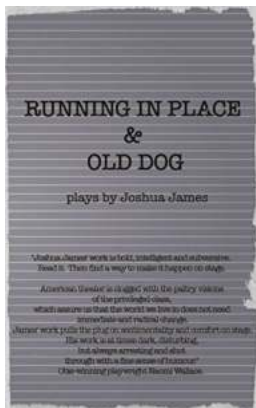 RUNNING IN PLACE
&
OLD DOG
plays by Joshua James
"Joshua James' work is bold, intelligent and subversive.
Read it. Then find a way to make it happen on stage.
American theater is clogged with the paltry visions
of the privileged class,
which assure us that the world we live in does not need
immediate and radical change.
James' work pulls the plug on sentimentality and comfort on stage.
His work is at times dark, disturbing,
but always arresting and shot
through with a fine sense of humour"
Obie-winning playwright Naomi Wallace.